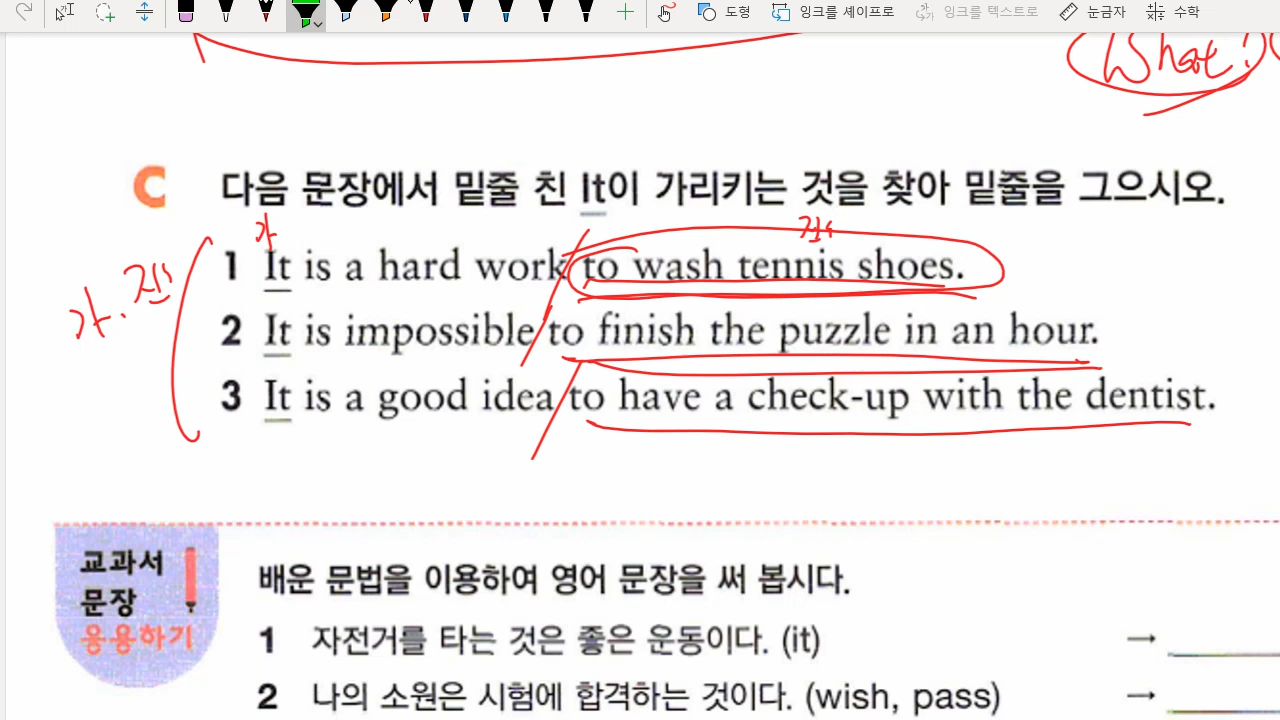 도형
잉크를 셰이프로
잉크를 텍스트로
눈금자
수학
What?
C 다음 문장에서 밑줄 친 It이 가리키는 것을 찾아 밑줄을 그으시오.
가
진
가.진
1 It is a hard work to wash tennis shoes.
2 It is impossible to finish the puzzle in an hour.
3 It is a good idea to have a check-up with the dentist.
교과서
문장
응용하기
배운 문법을 이용하여 영어 문장을 써 봅시다.
1 자전거를 타는 것은 좋은 운동이다. (it) →
2 나의 소원은 시험에 합격하는 것이다. (wish, pass) →